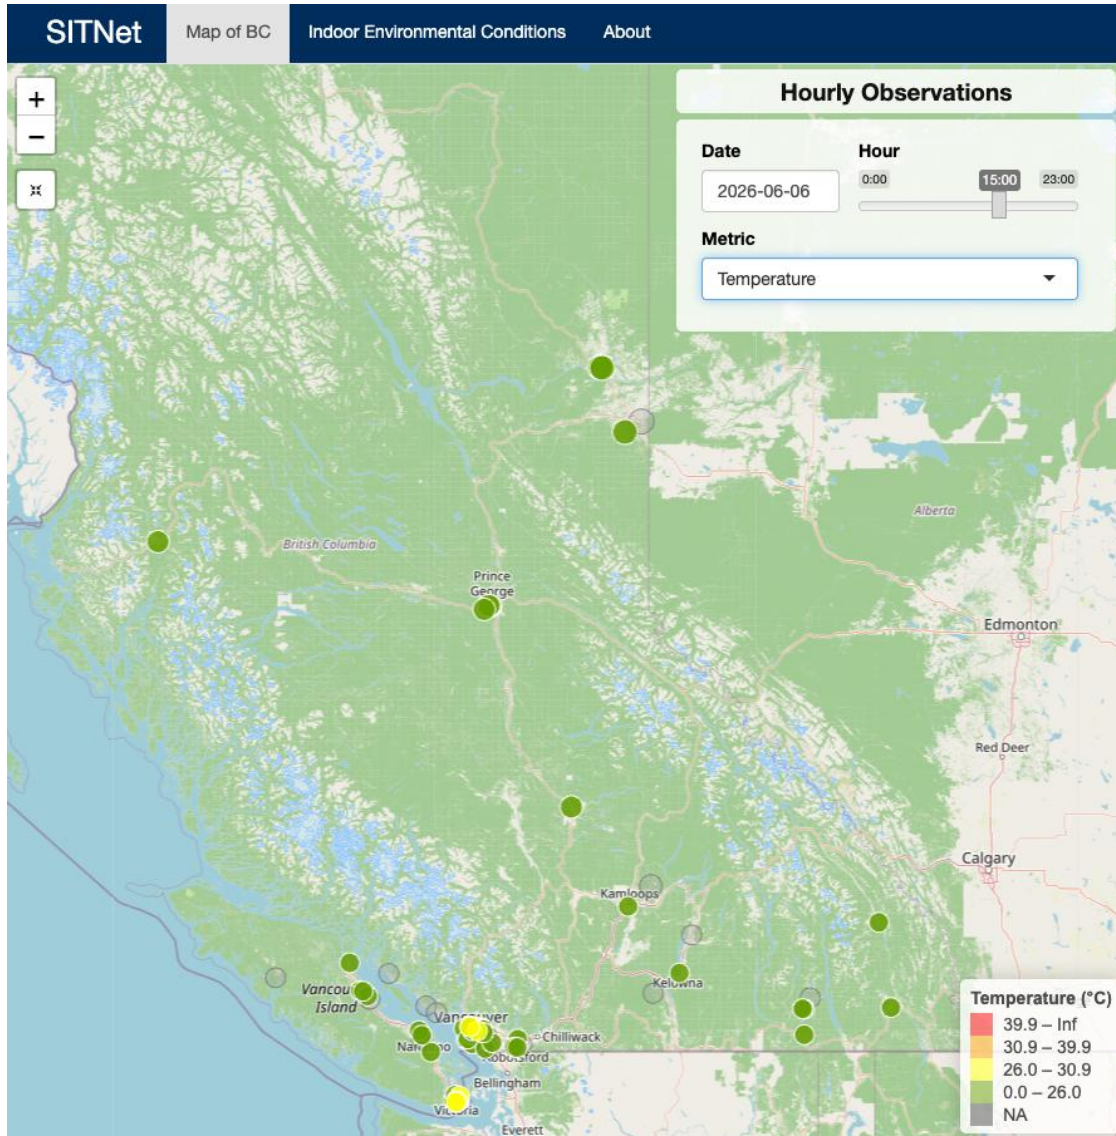 SITNet
Map of BC
Indoor Environmental Conditions
About
+
−
Hourly Observations
Date
Hour
2026-06-06
0:00
15:00
23:00
Metric
Temperature
Alberta
British Columbia
Prince
George
Edmonton
Red Deer
Calgary
Kamloops
Kelowna
Island
Chilliwack
Bellingham
Everett
Temperature (°C)
39.9 – Inf
30.9 – 39.9
26.0 – 30.9
0.0 – 26.0
NA